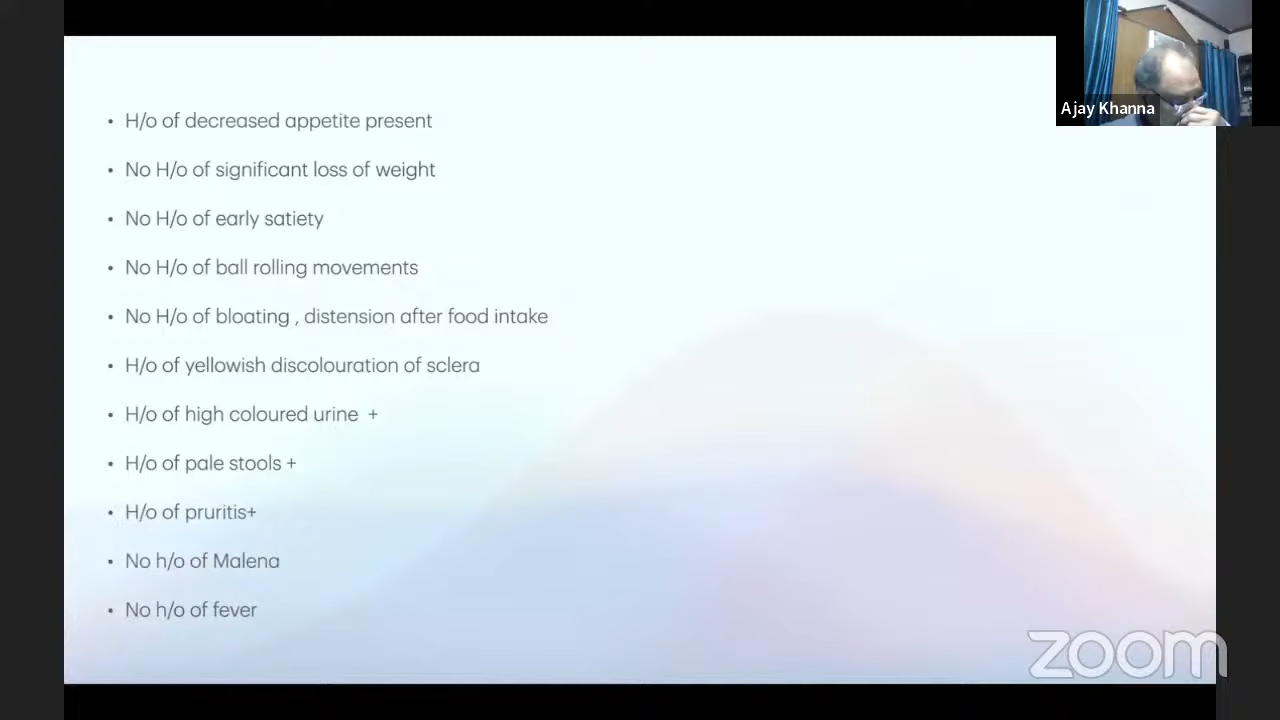 Ajay Khanna
• H/o of decreased appetite present
• No H/o of significant loss of weight
• No H/o of early satiety
• No H/o of ball rolling movements
• No H/o of bloating , distension after food intake
• H/o of yellowish discolouration of sclera
• H/o of high coloured urine +
• H/o of pale stools +
• H/o of pruritis+
• No h/o of Malena
• No h/o of fever
zoom